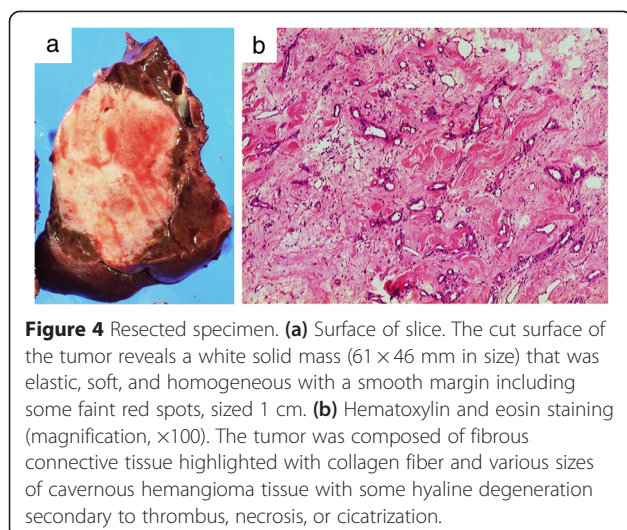 a
b
Figure 4 Resected specimen. (a) Surface of slice. The cut surface of
the tumor reveals a white solid mass (61 × 46 mm in size) that was
elastic, soft, and homogeneous with a smooth margin including
some faint red spots, sized 1 cm. (b) Hematoxylin and eosin staining
(magnification, ×100). The tumor was composed of fibrous
connective tissue highlighted with collagen fiber and various sizes
of cavernous hemangioma tissue with some hyaline degeneration
secondary to thrombus, necrosis, or cicatrization.